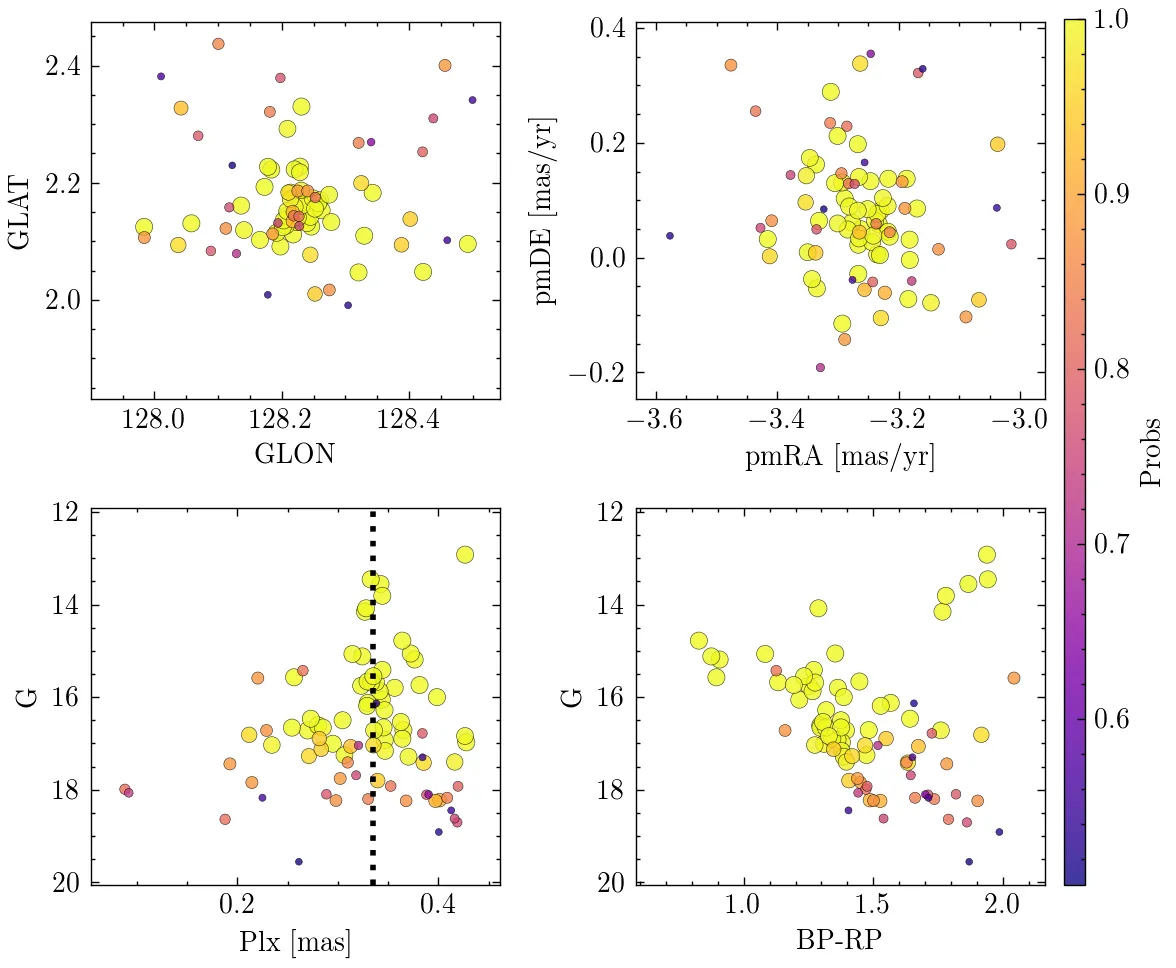 2.4
2.2
2.0
GLAT
128.0 128.2 128.4
GLON
0.4
0.2
0.0
−0.2
pmDE [mas/yr]
−3.6 −3.4 −3.2 −3.0
pmRA [mas/yr]
12
14
16
18
20
G
0.2 0.4
Plx [mas]
12
14
16
18
20
G
1.0 1.5 2.0
BP-RP
1.0
0.9
0.8
0.7
0.6
Probs